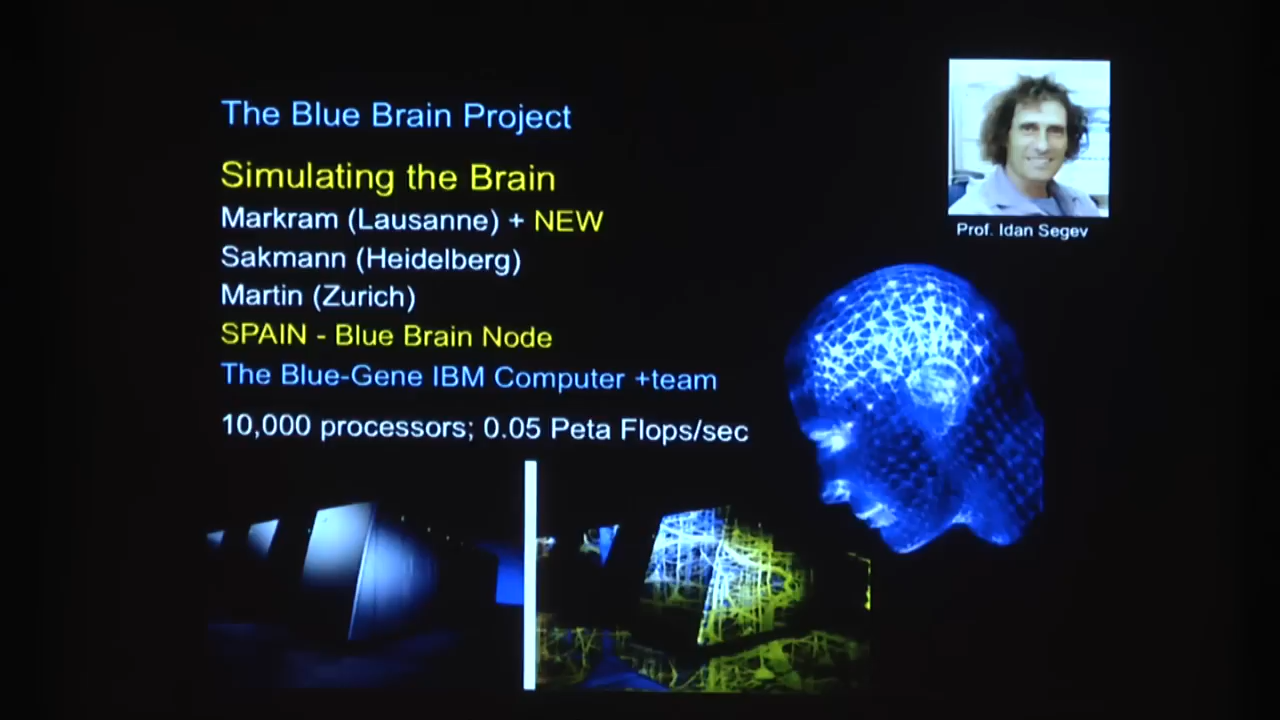 The Blue Brain Project
Simulating the Brain
Markram (Lausanne) + NEW
Sakmann (Heidelberg)
Martin (Zurich)
SPAIN - Blue Brain Node
The Blue-Gene IBM Computer +team
10,000 processors; 0.05 Peta Flops/sec
Prof. Idan Segev